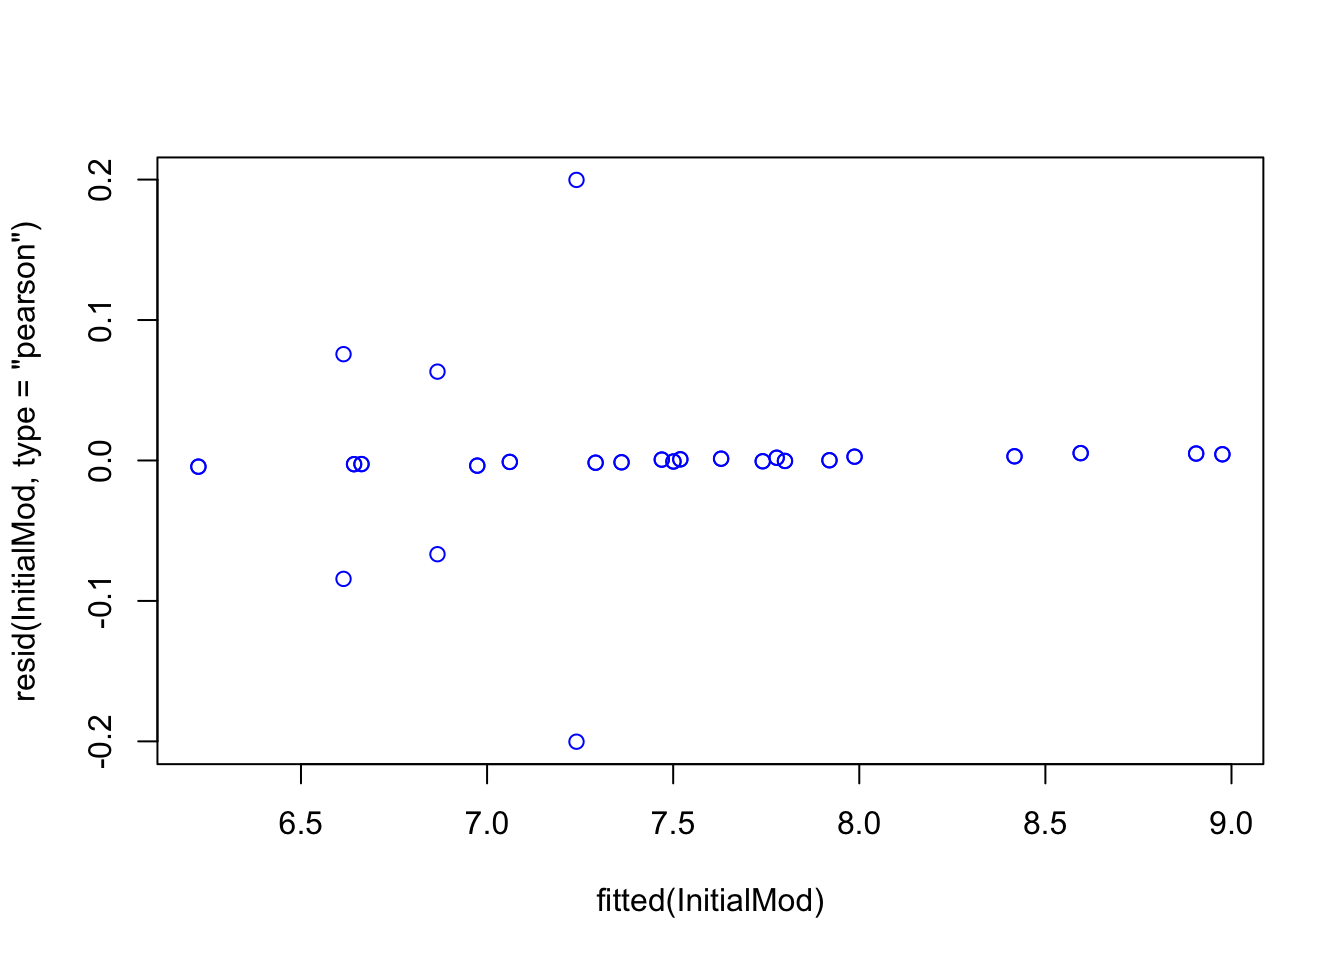 resid(InitialMod, type = "pearson")
0.2
0.1
0.0
-0.1
-0.2
6.5 7.0 7.5 8.0 8.5 9.0
fitted(InitialMod)